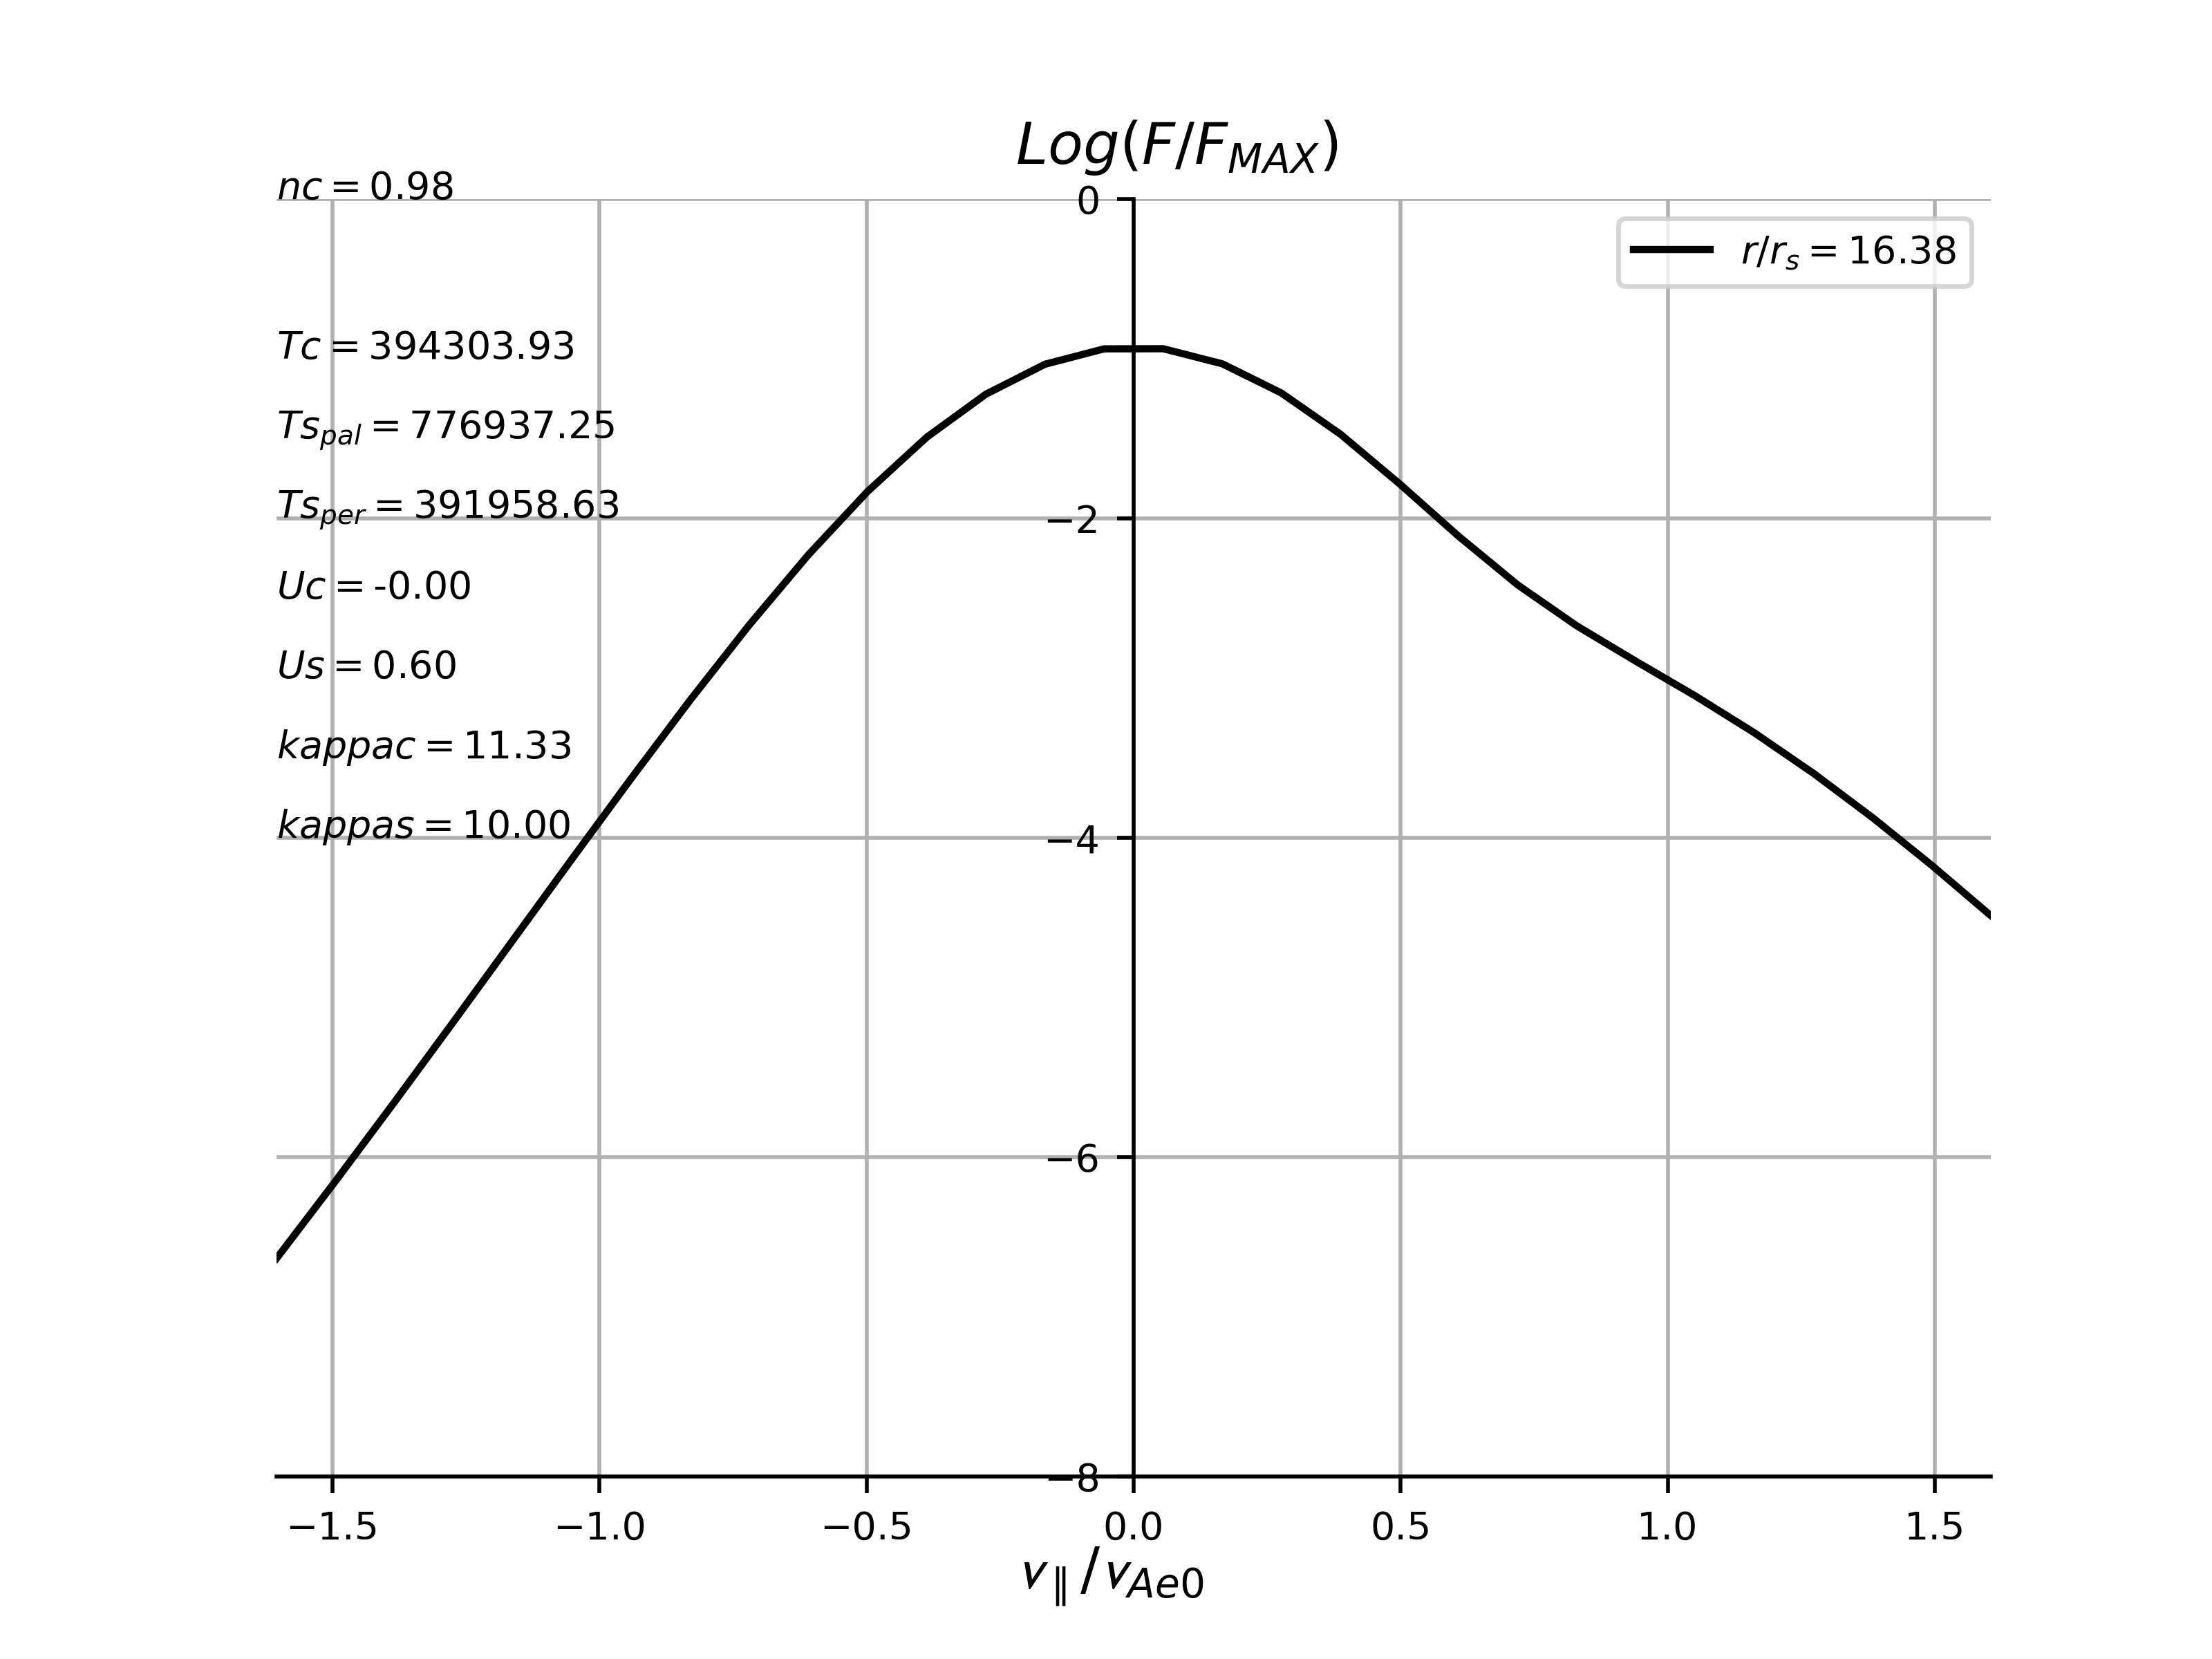 Log(F/F_MAX)
nc = 0.98
0
r/r_s = 16.38
Tc = 394303.93
Ts_pal = 776937.25
Ts_per = 391958.63
−2
Uc = -0.00
Us = 0.60
kappac = 11.33
kappas = 10.00
−4
−6
−8
−1.5 −1.0 −0.5 0.0 0.5 1.0 1.5
v_∥/v_Ae0